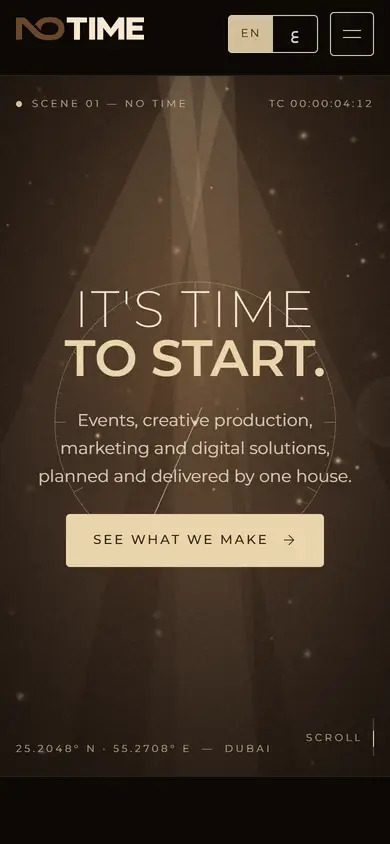 NOTIME
EN ع
SCENE 01 — NO TIME
TC 00:00:04:12
IT'S TIME
TO START.
Events, creative production,
marketing and digital solutions,
planned and delivered by one house.
SEE WHAT WE MAKE →
SCROLL
25.2048° N · 55.2708° E — DUBAI